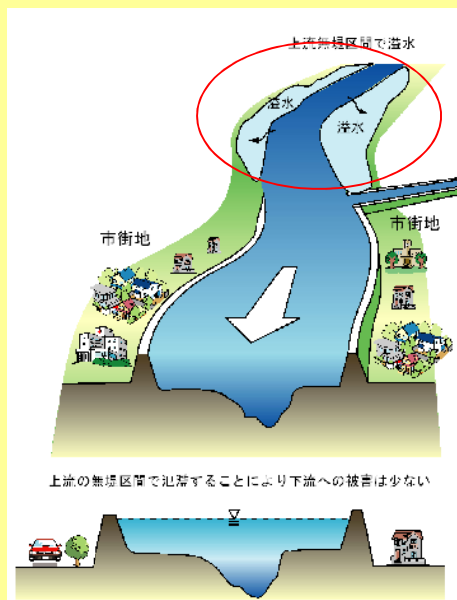 上流無堤区間で溢水
溢水
溢水
市街地
市街地
上流の無堤区間で氾濫することにより下流への被害は少ない